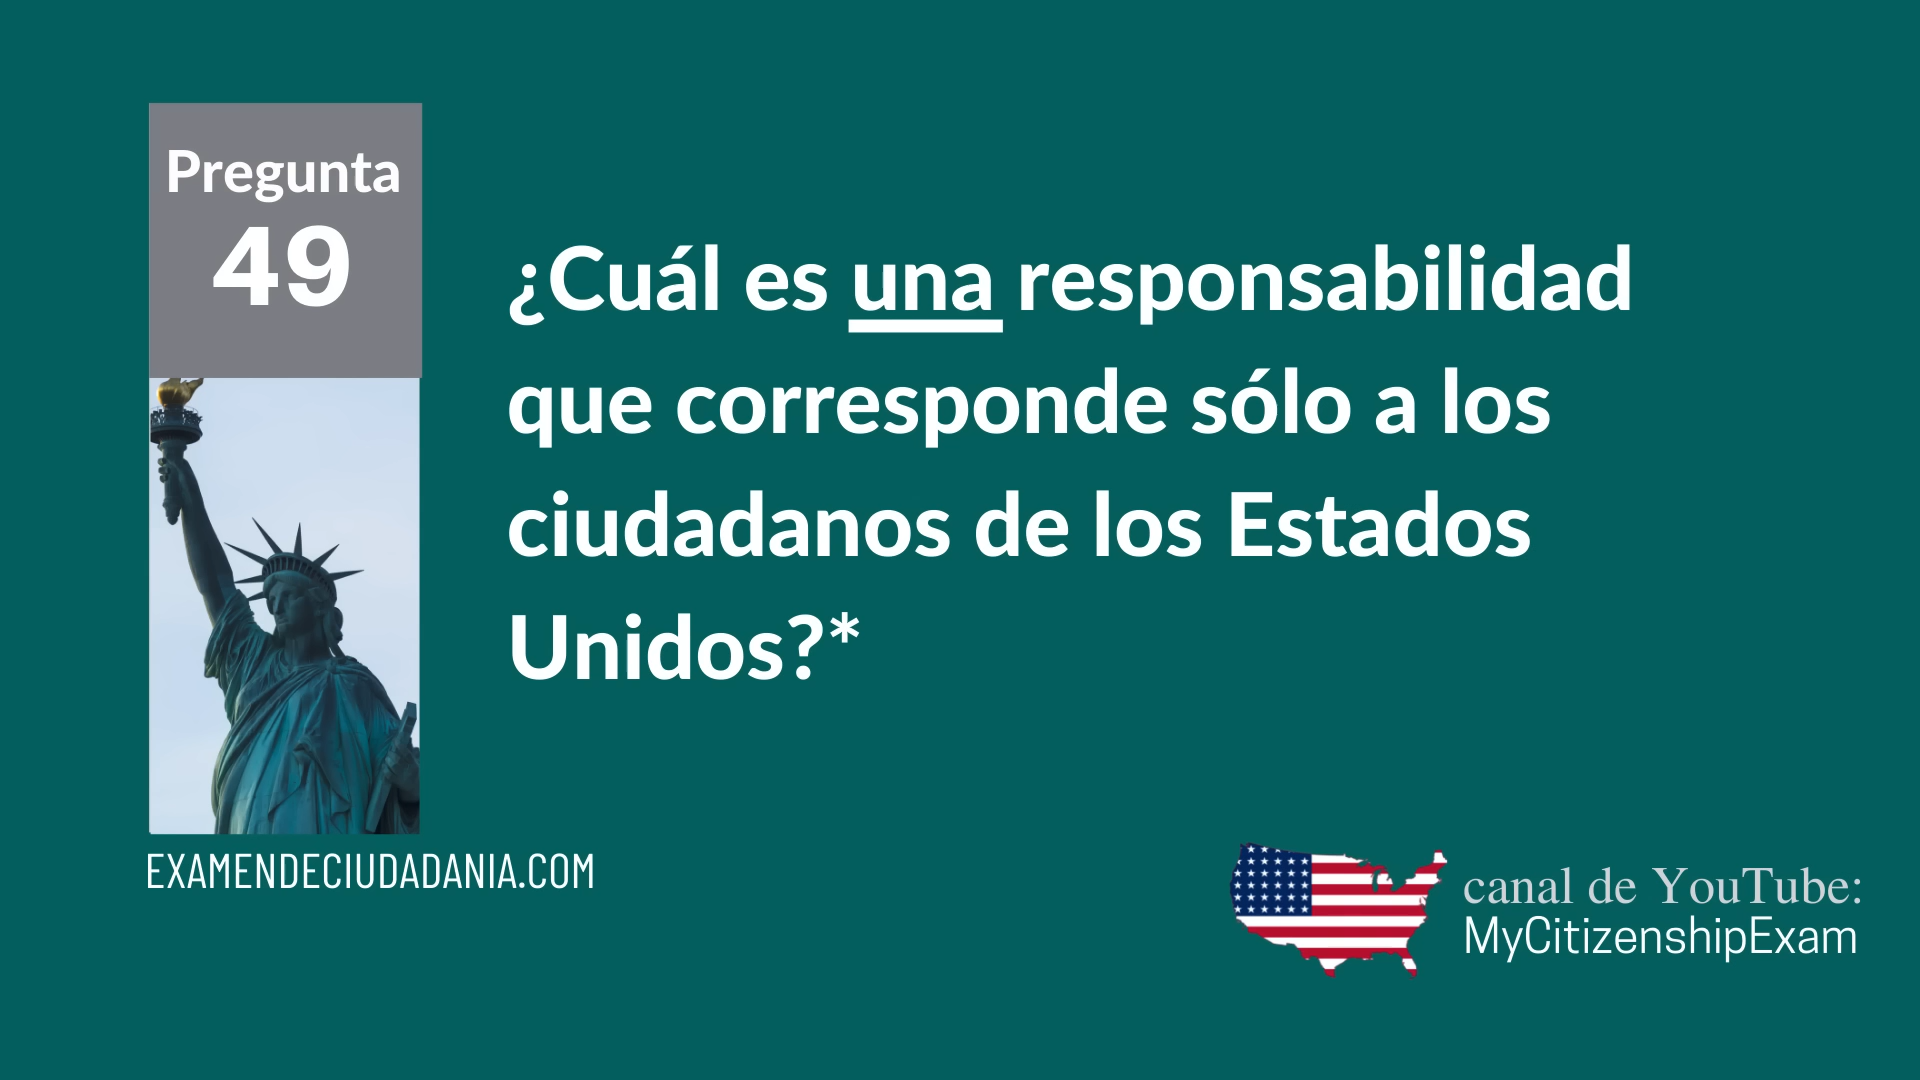 Pregunta
49
¿Cuál es una responsabilidad
que corresponde sólo a los
ciudadanos de los Estados
Unidos?*
EXAMENDECIUDADANIA.COM
canal de YouTube:
MyCitizenshipExam